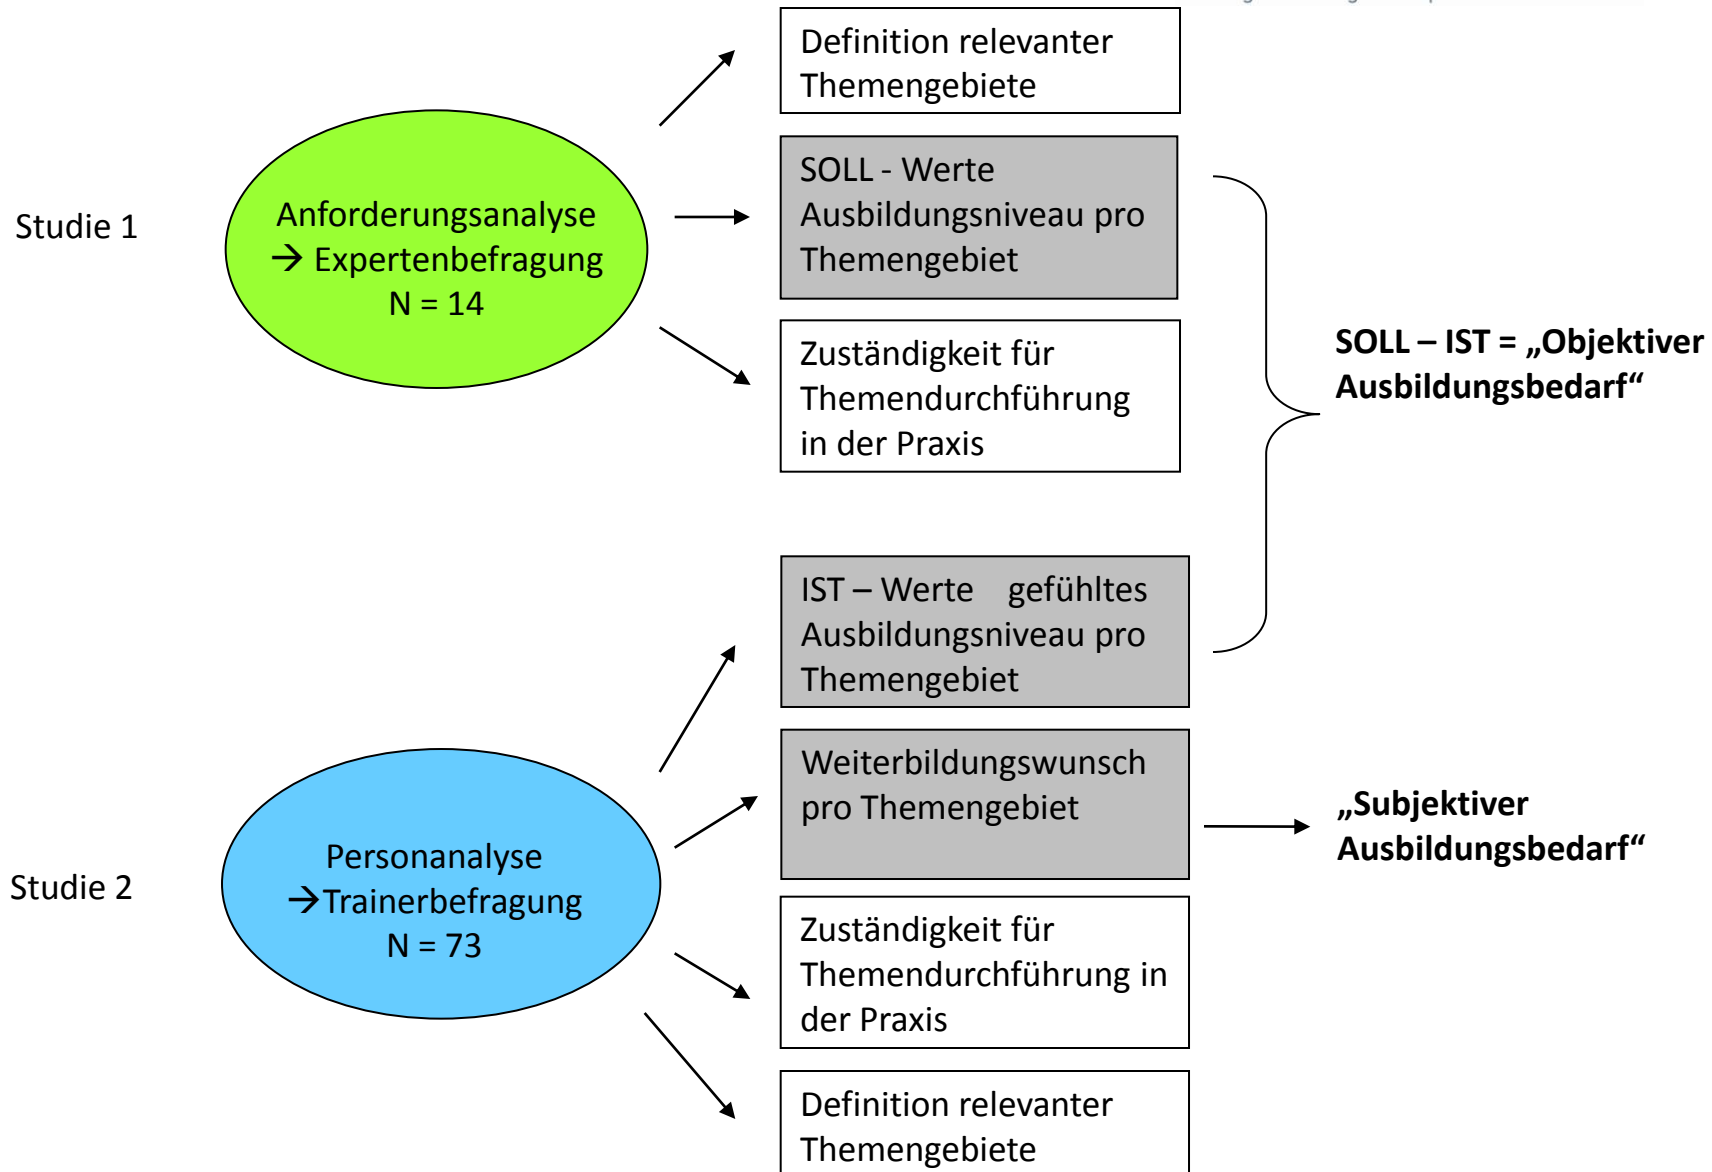 Definition relevanter
Themengebiete
SOLL - Werte
Ausbildungsniveau pro
Themengebiet
Studie 1
Anforderungsanalyse
→ Expertenbefragung
N = 14
Zuständigkeit für
Themendurchführung
in der Praxis
SOLL – IST = „Objektiver
Ausbildungsbedarf“
IST – Werte gefühltes
Ausbildungsniveau pro
Themengebiet
Weiterbildungswunsch
pro Themengebiet
„Subjektiver
Ausbildungsbedarf“
Studie 2
Personanalyse
→Trainerbefragung
N = 73
Zuständigkeit für
Themendurchführung in
der Praxis
Definition relevanter
Themengebiete